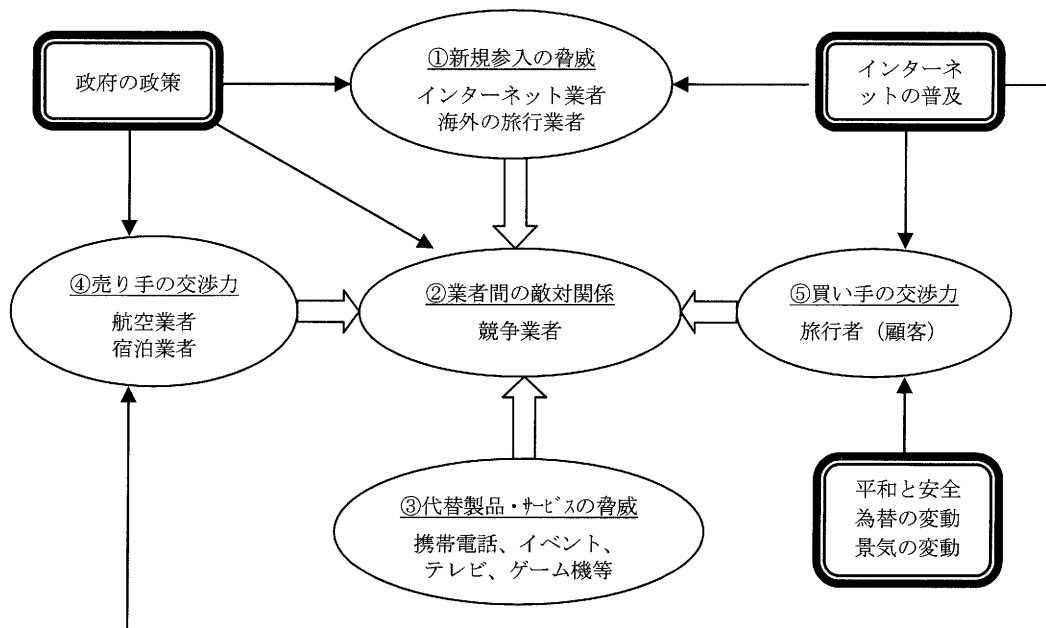 政府の政策
①新規参入の脅威
インターネット業者
海外の旅行業者
インターネ
ットの普及
④売り手の交渉力
航空業者
宿泊業者
②業者間の敵対関係
競争業者
⑤買い手の交渉力
旅行者（顧客）
③代替製品・ｻｰﾋﾞｽの脅威
携帯電話、イベント、
テレビ、ゲーム機等
平和と安全
為替の変動
景気の変動